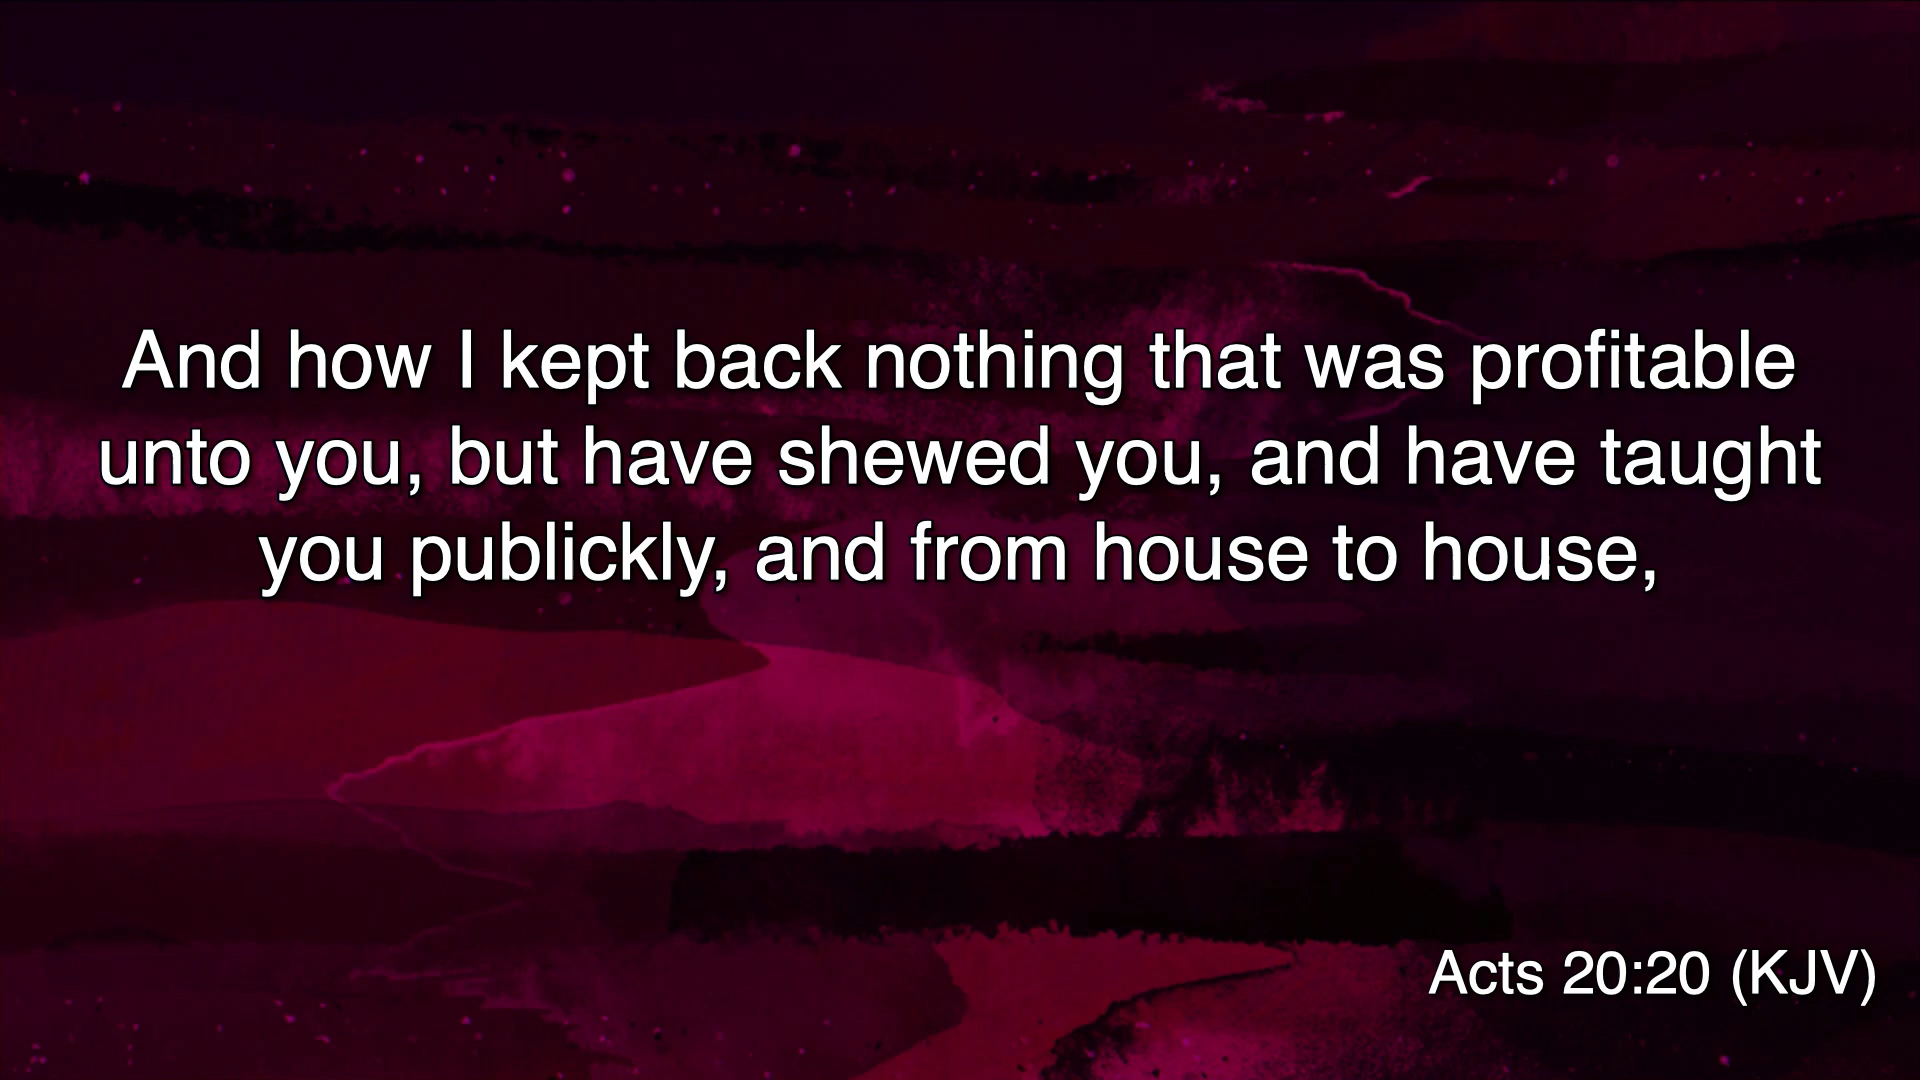 And how I kept back nothing that was profitable
unto you, but have shewed you, and have taught
you publickly, and from house to house,
Acts 20:20 (KJV)